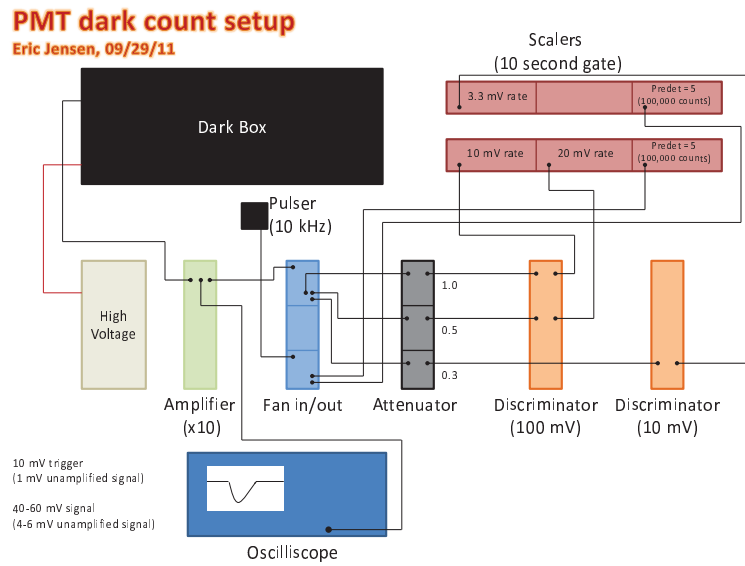 PMT dark count setup
Eric Jensen, 09/29/11
Scalers
(10 second gate)
3.3 mV rate
Predet = 5
(100,000 counts)
Dark Box
10 mV rate
20 mV rate
Predet = 5
(100,000 counts)
Pulser
(10 kHz)
High
Voltage
1.0
0.5
0.3
Amplifier
(x10)
Fan in/out
Attenuator
Discriminator
(100 mV)
Discriminator
(10 mV)
10 mV trigger
(1 mV unamplified signal)
40-60 mV signal
(4-6 mV unamplified signal)
Oscilliscope